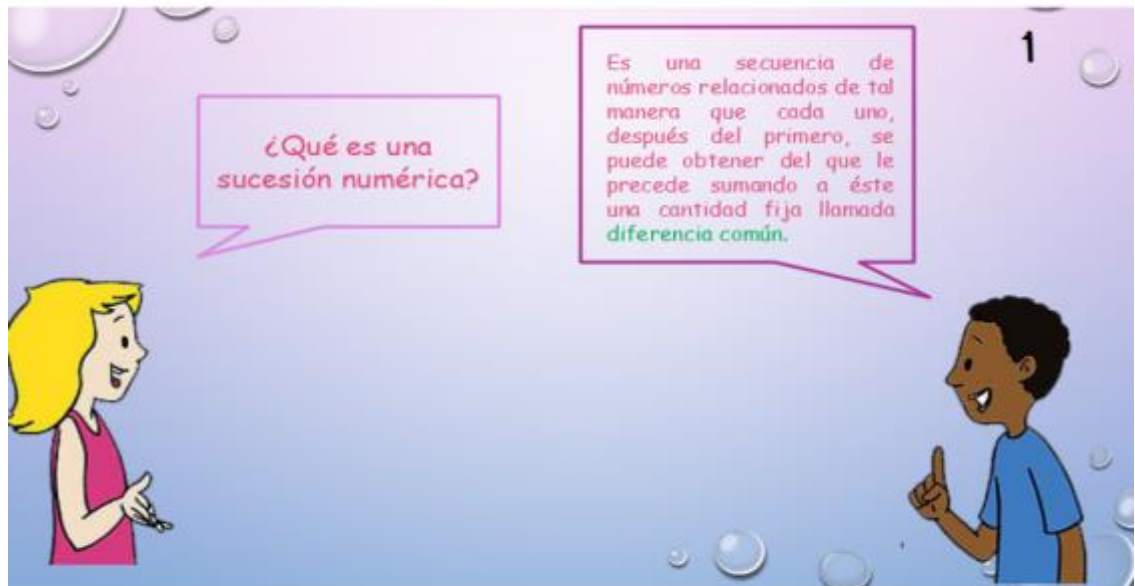 ¿Qué es una
sucesión numérica?
Es una secuencia de
números relacionados de tal
manera que cada uno,
después del primero, se
puede obtener del que le
precede sumando a éste
una cantidad fija llamada
diferencia común.
1